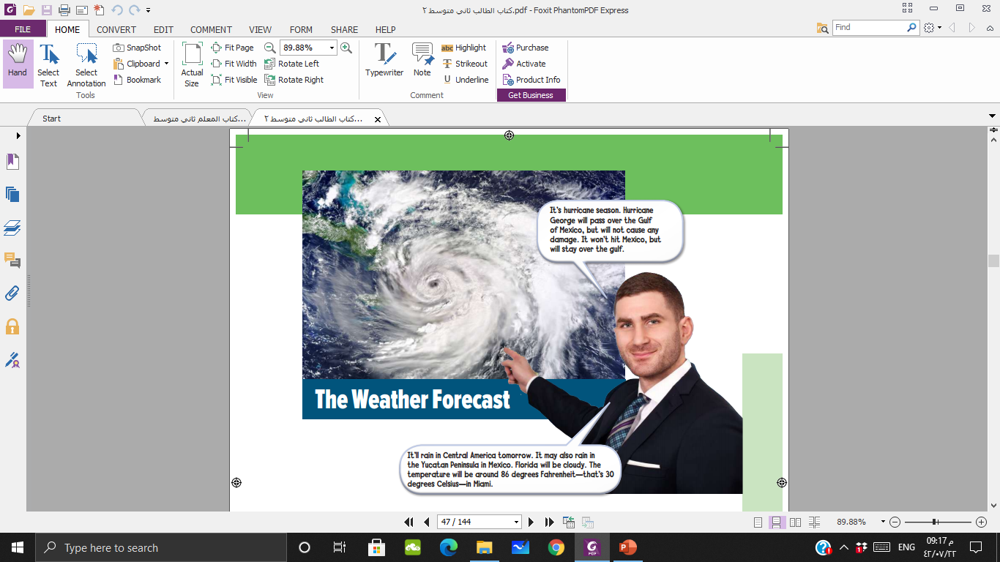 كتاب الطالب ثاني متوسط ٢.pdf - Foxit PhantomPDF Express
FILE HOME CONVERT EDIT COMMENT VIEW FORM SHARE HELP
Find
Hand
Select Text
Select Annotation
SnapShot
Clipboard
Bookmark
Tools
Actual Size
Fit Page
Fit Width
Fit Visible
89.88%
Rotate Left
Rotate Right
View
Typewriter
Note
Highlight
Strikeout
Underline
Comment
Purchase
Activate
Product Info
Get Business
Start
كتاب المعلم ثاني متوسط...
كتاب الطالب ثاني متوسط ٢...
It's hurricane season. Hurricane
George will pass over the Gulf
of Mexico, but will not cause any
damage. It won't hit Mexico, but
will stay over the gulf.
The Weather Forecast
It'll rain in Central America tomorrow. It may also rain in
the Yucatan Peninsula in Mexico. Florida will be cloudy. The
temperature will be around 86 degrees Fahrenheit—that's 30
degrees Celsius—in Miami.
47 / 144
89.88%
Type here to search
ENG
09:17 م
٤٢/٠٧/٢٢